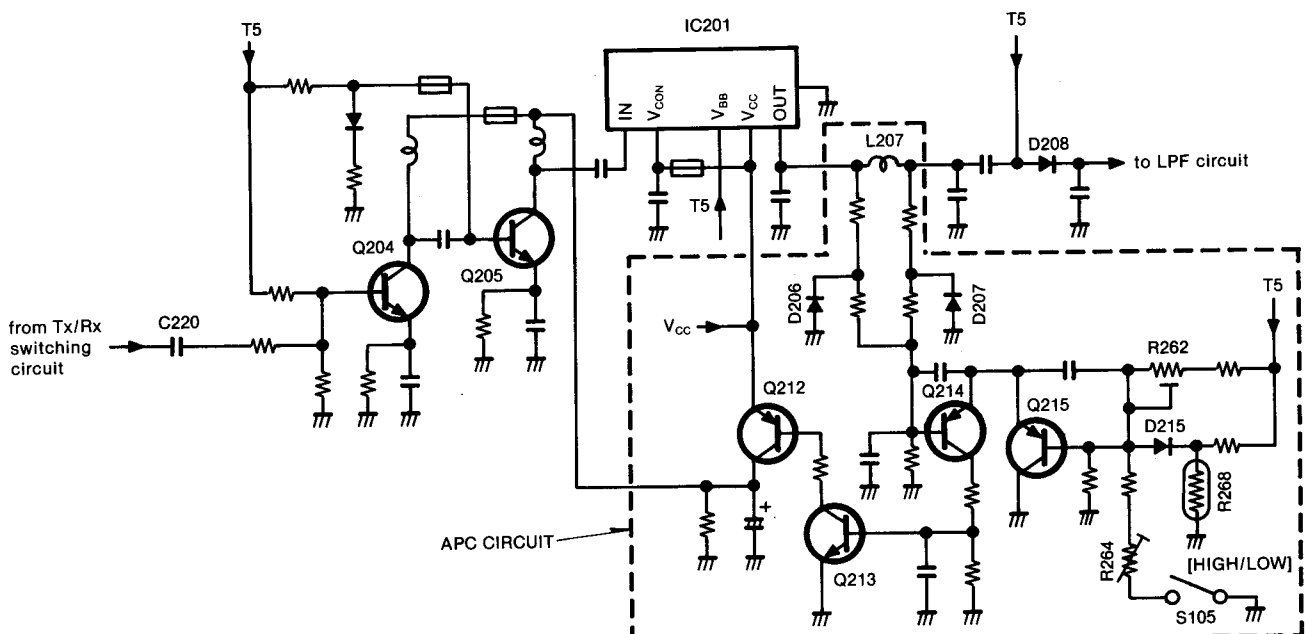 T5
IC201
T5
IN
VCON
VBB
VCC
OUT
L207
D208
to LPF circuit
T5
Q204
Q205
D206
D207
T5
from Tx/Rx
switching
circuit
C220
VCC
R262
Q212
Q214
Q215
D215
R268
APC CIRCUIT
Q213
R264
[HIGH/LOW]
S105